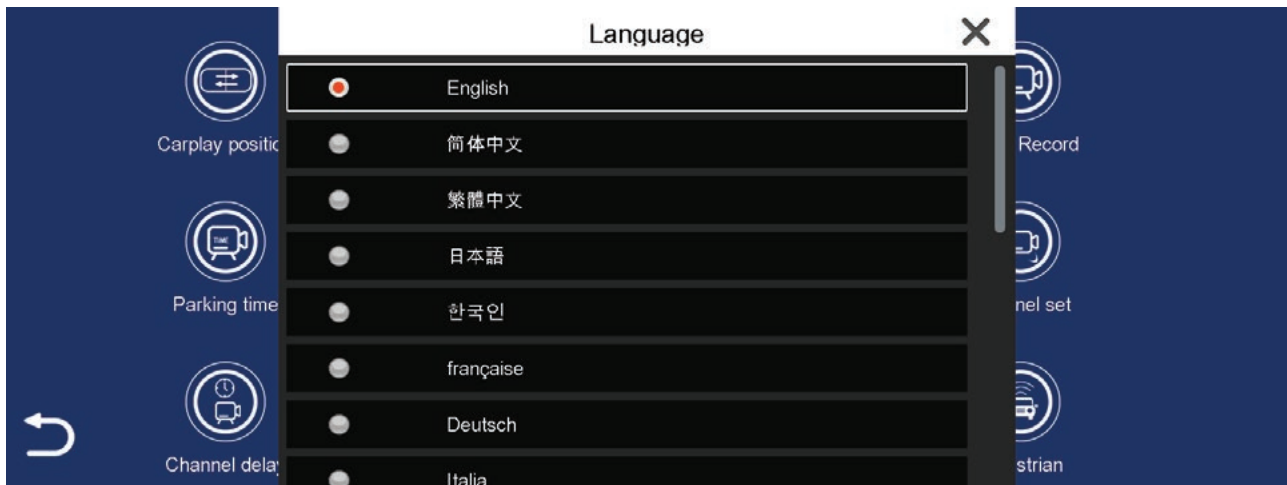 Language
English
简体中文
繁體中文
日本語
한국인
française
Deutsch
Italia
Carplay positic
Record
TIME
Parking time
nel set
Channel delay
strian